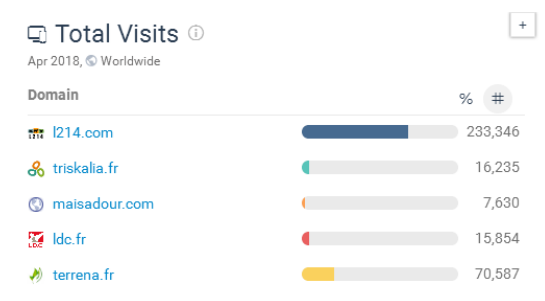 Total Visits
+
Apr 2018, Worldwide
Domain % #
l214.com 233,346
triskalia.fr 16,235
maisadour.com 7,630
LDC ldc.fr 15,854
terrena.fr 70,587